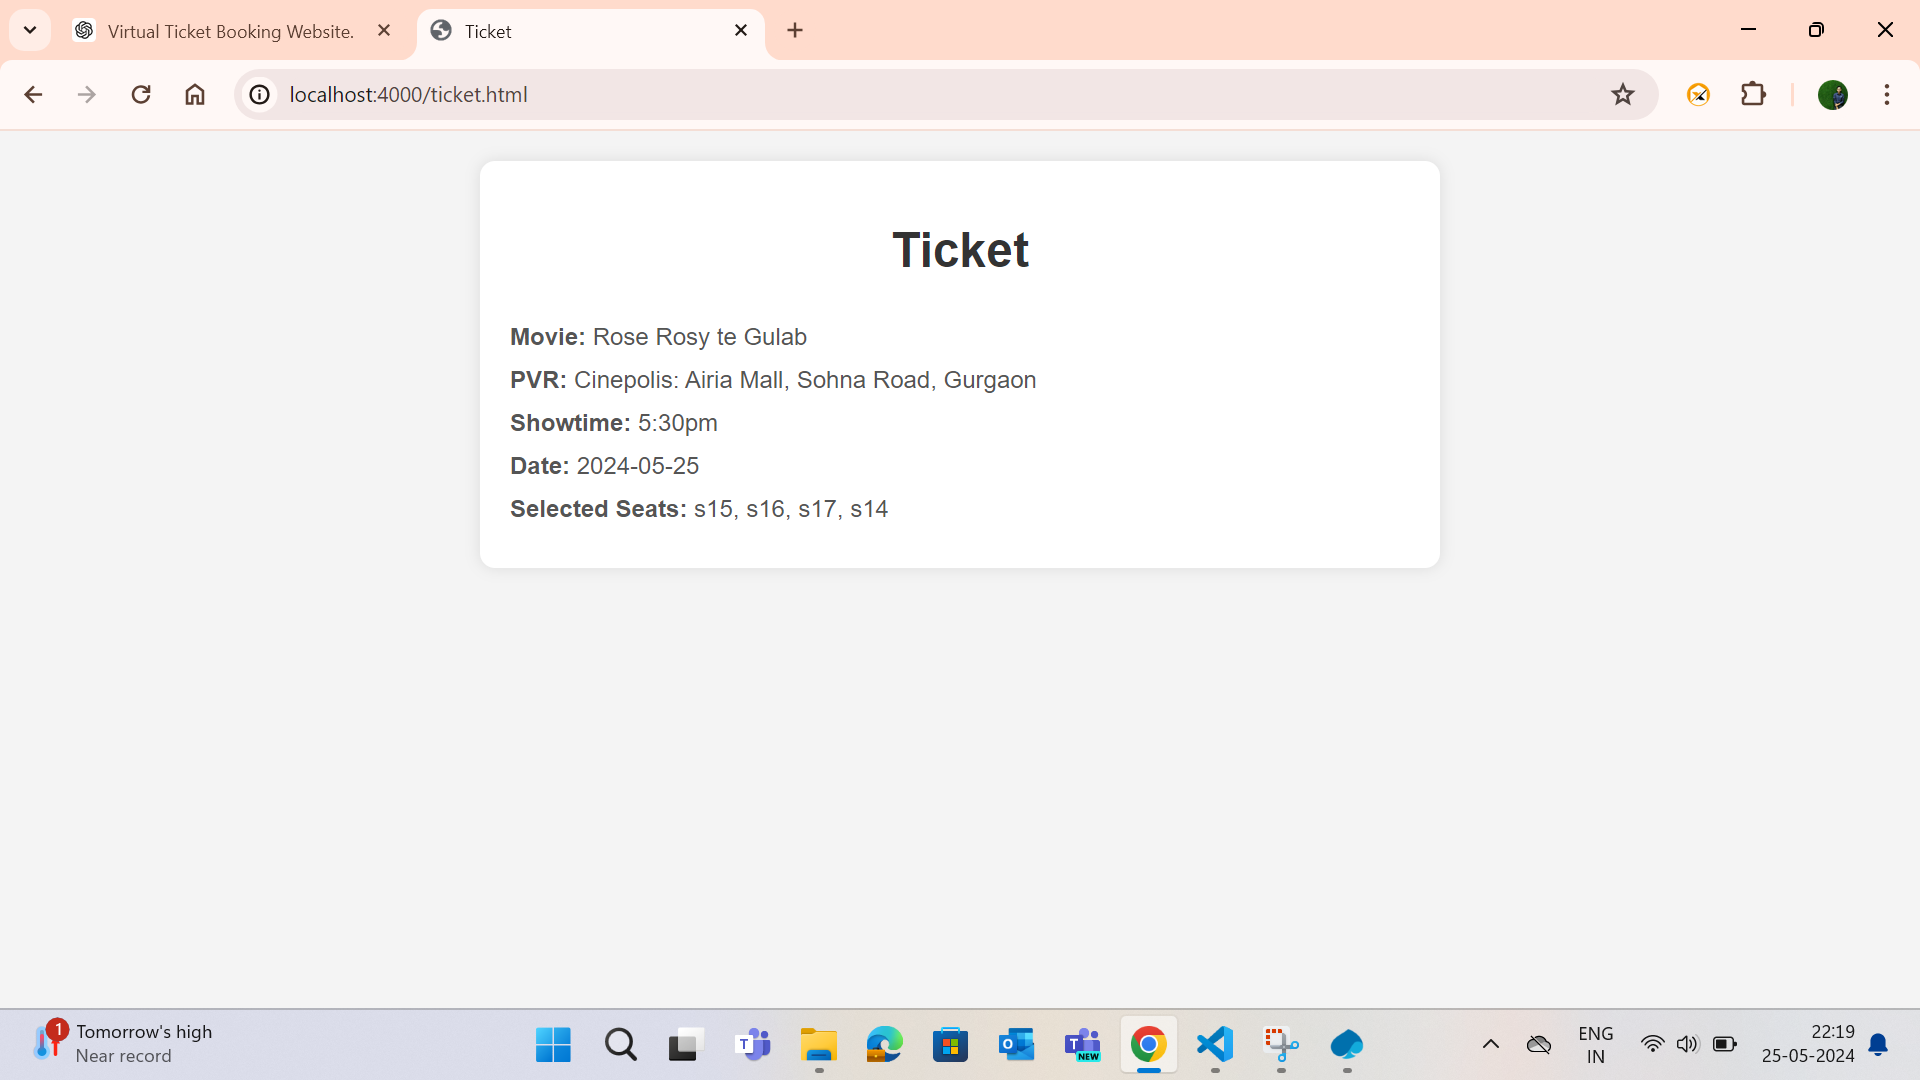 Virtual Ticket Booking Website.
Ticket
localhost:4000/ticket.html
Ticket
Movie: Rose Rosy te Gulab
PVR: Cinepolis: Airia Mall, Sohna Road, Gurgaon
Showtime: 5:30pm
Date: 2024-05-25
Selected Seats: s15, s16, s17, s14
1
Tomorrow's high
Near record
T
O
T
NEW
ENG
IN
22:19
25-05-2024